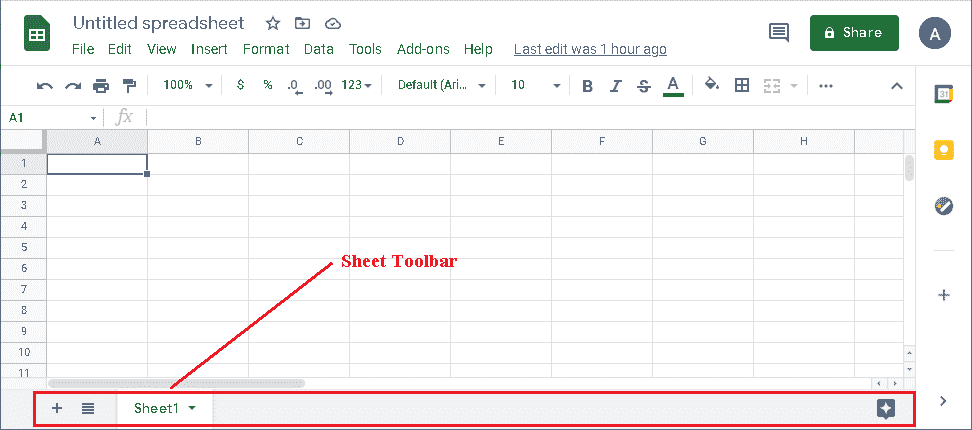 Untitled spreadsheet
File Edit View Insert Format Data Tools Add-ons Help Last edit was 1 hour ago
Share
A
100% $ % .0 .00 123 Default (Ari... 10 B I S A
31
A1 fx
A B C D E F G H
1
2
3
4
5
6
7
8
9
10
11
Sheet Toolbar
Sheet1